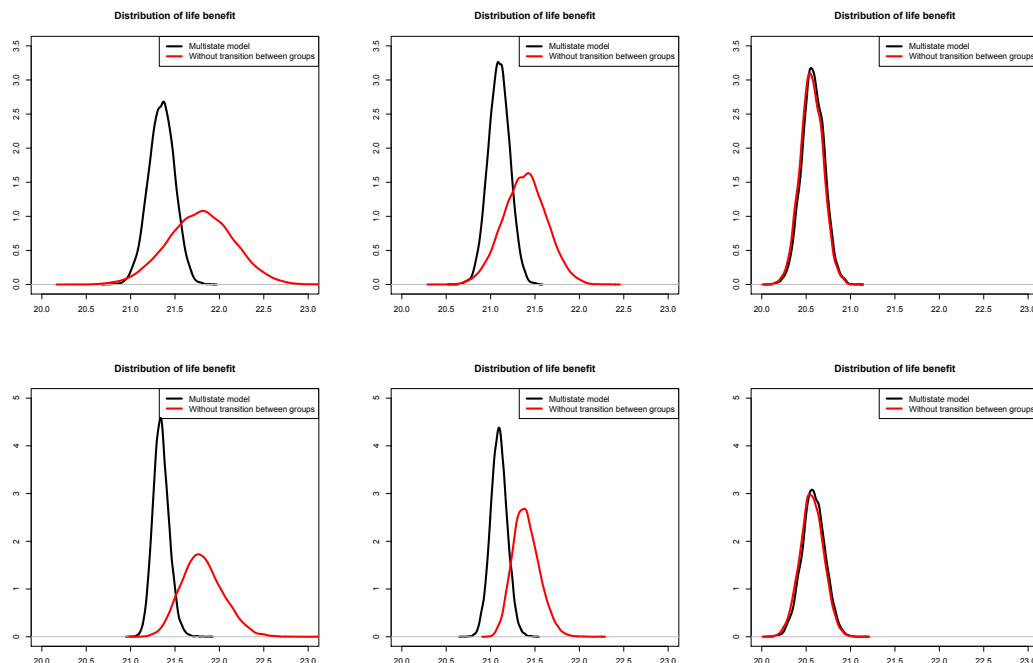 Distribution of life benefit
Multistate model
Without transition between groups
0.0 0.5 1.0 1.5 2.0 2.5 3.0 3.5
20.0 20.5 21.0 21.5 22.0 22.5 23.0
Distribution of life benefit
Multistate model
Without transition between groups
0.0 0.5 1.0 1.5 2.0 2.5 3.0 3.5
20.0 20.5 21.0 21.5 22.0 22.5 23.0
Distribution of life benefit
Multistate model
Without transition between groups
0.0 0.5 1.0 1.5 2.0 2.5 3.0 3.5
20.0 20.5 21.0 21.5 22.0 22.5 23.0
Distribution of life benefit
Multistate model
Without transition between groups
0 1 2 3 4 5
20.0 20.5 21.0 21.5 22.0 22.5 23.0
Distribution of life benefit
Multistate model
Without transition between groups
0 1 2 3 4 5
20.0 20.5 21.0 21.5 22.0 22.5 23.0
Distribution of life benefit
Multistate model
Without transition between groups
0 1 2 3 4 5
20.0 20.5 21.0 21.5 22.0 22.5 23.0